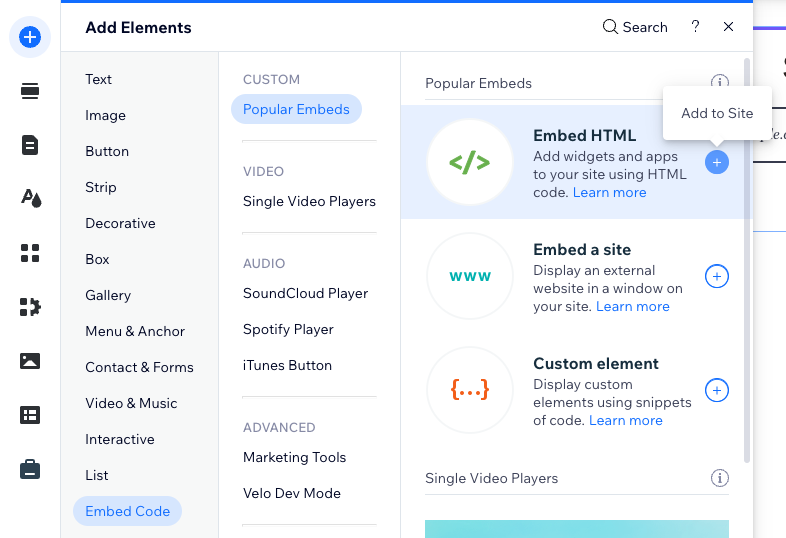 Add Elements
Search
?
Text
Image
Button
Strip
Decorative
Box
Gallery
Menu & Anchor
Contact & Forms
Video & Music
Interactive
List
Embed Code
CUSTOM
Popular Embeds
VIDEO
Single Video Players
AUDIO
SoundCloud Player
Spotify Player
iTunes Button
ADVANCED
Marketing Tools
Velo Dev Mode
Popular Embeds
Add to Site
</>
Embed HTML
Add widgets and apps
to your site using HTML
code. Learn more
www
Embed a site
Display an external
website in a window on
your site. Learn more
{...}
Custom element
Display custom
elements using snippets
of code. Learn more
Single Video Players